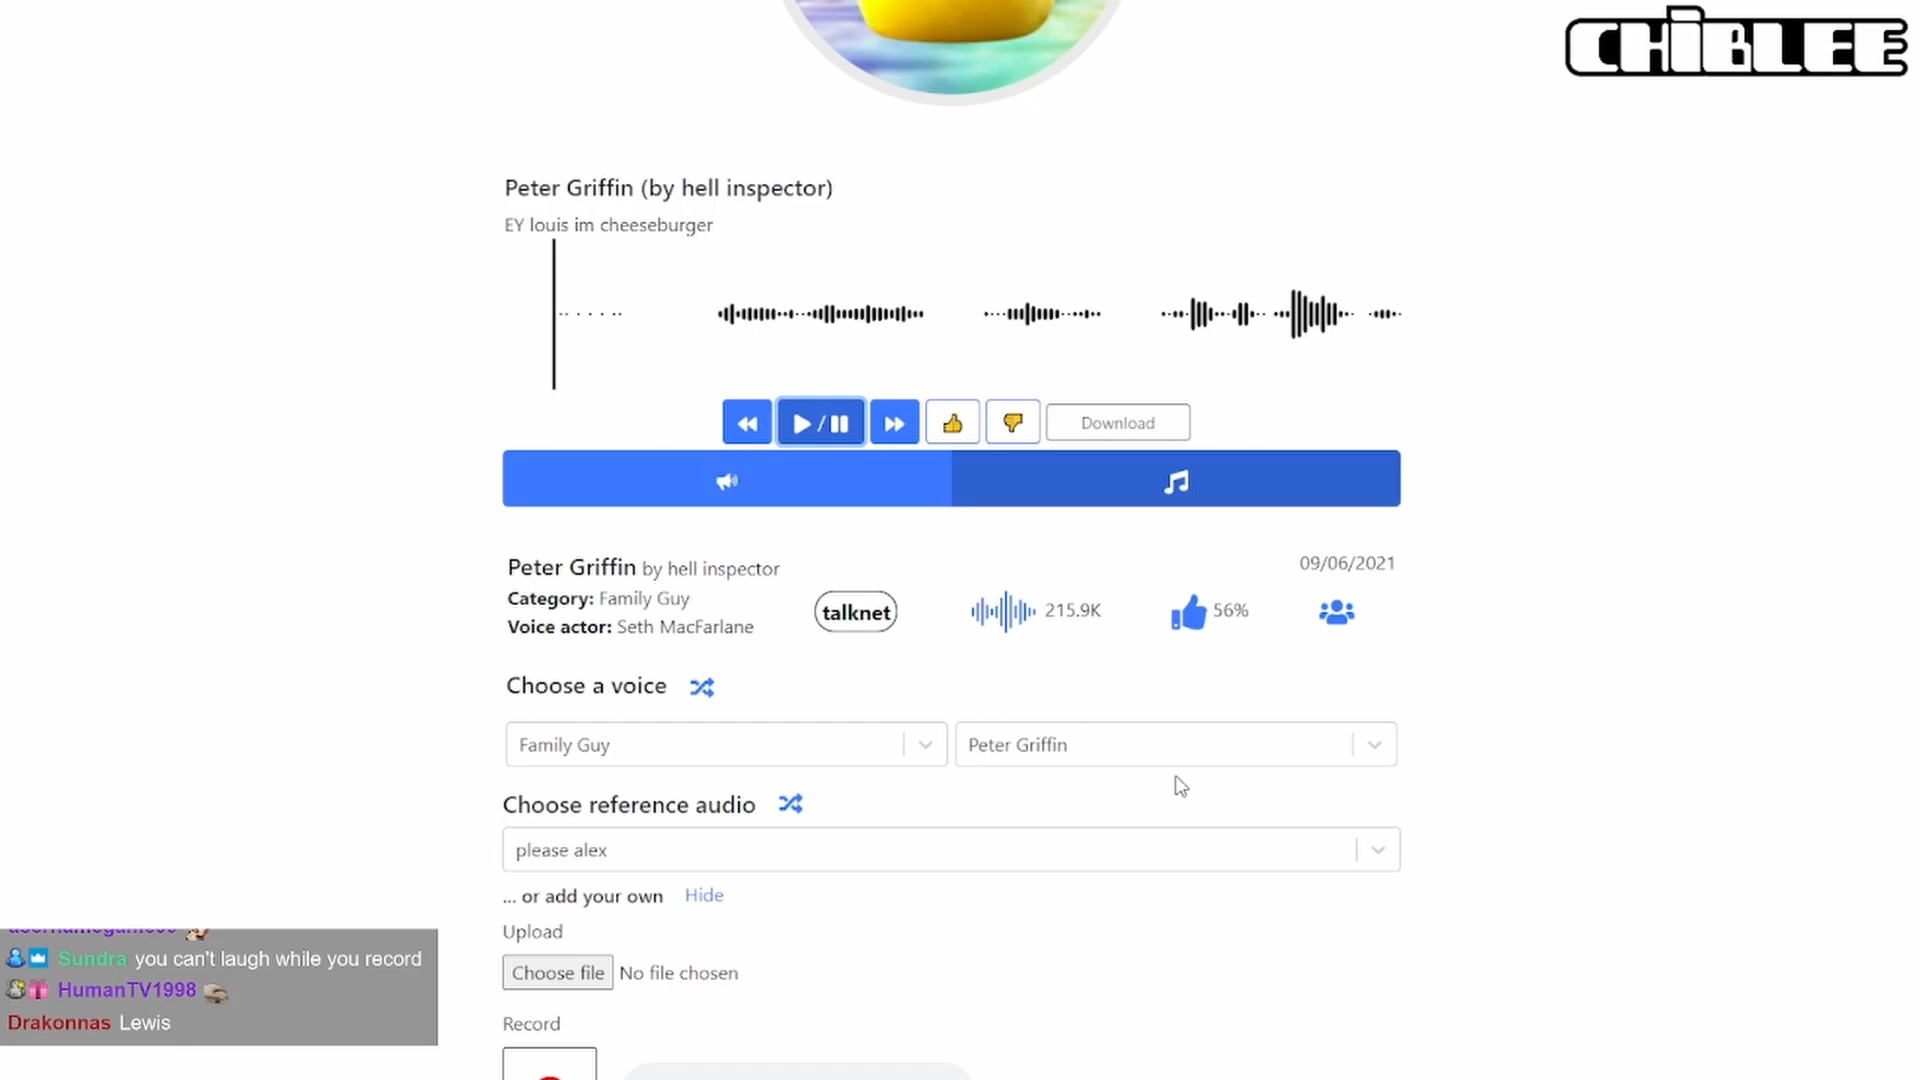 CHiBLEE
Peter Griffin (by hell inspector)
EY louis im cheeseburger
Download
Peter Griffin by hell inspector
09/06/2021
Category: Family Guy
Voice actor: Seth MacFarlane
talknet
215.9K
56%
Choose a voice
Family Guy
Peter Griffin
Choose reference audio
please alex
... or add your own Hide
Upload
Choose file No file chosen
Record
Sundra you can't laugh while you record
HumanTV1998
Drakonnas Lewis